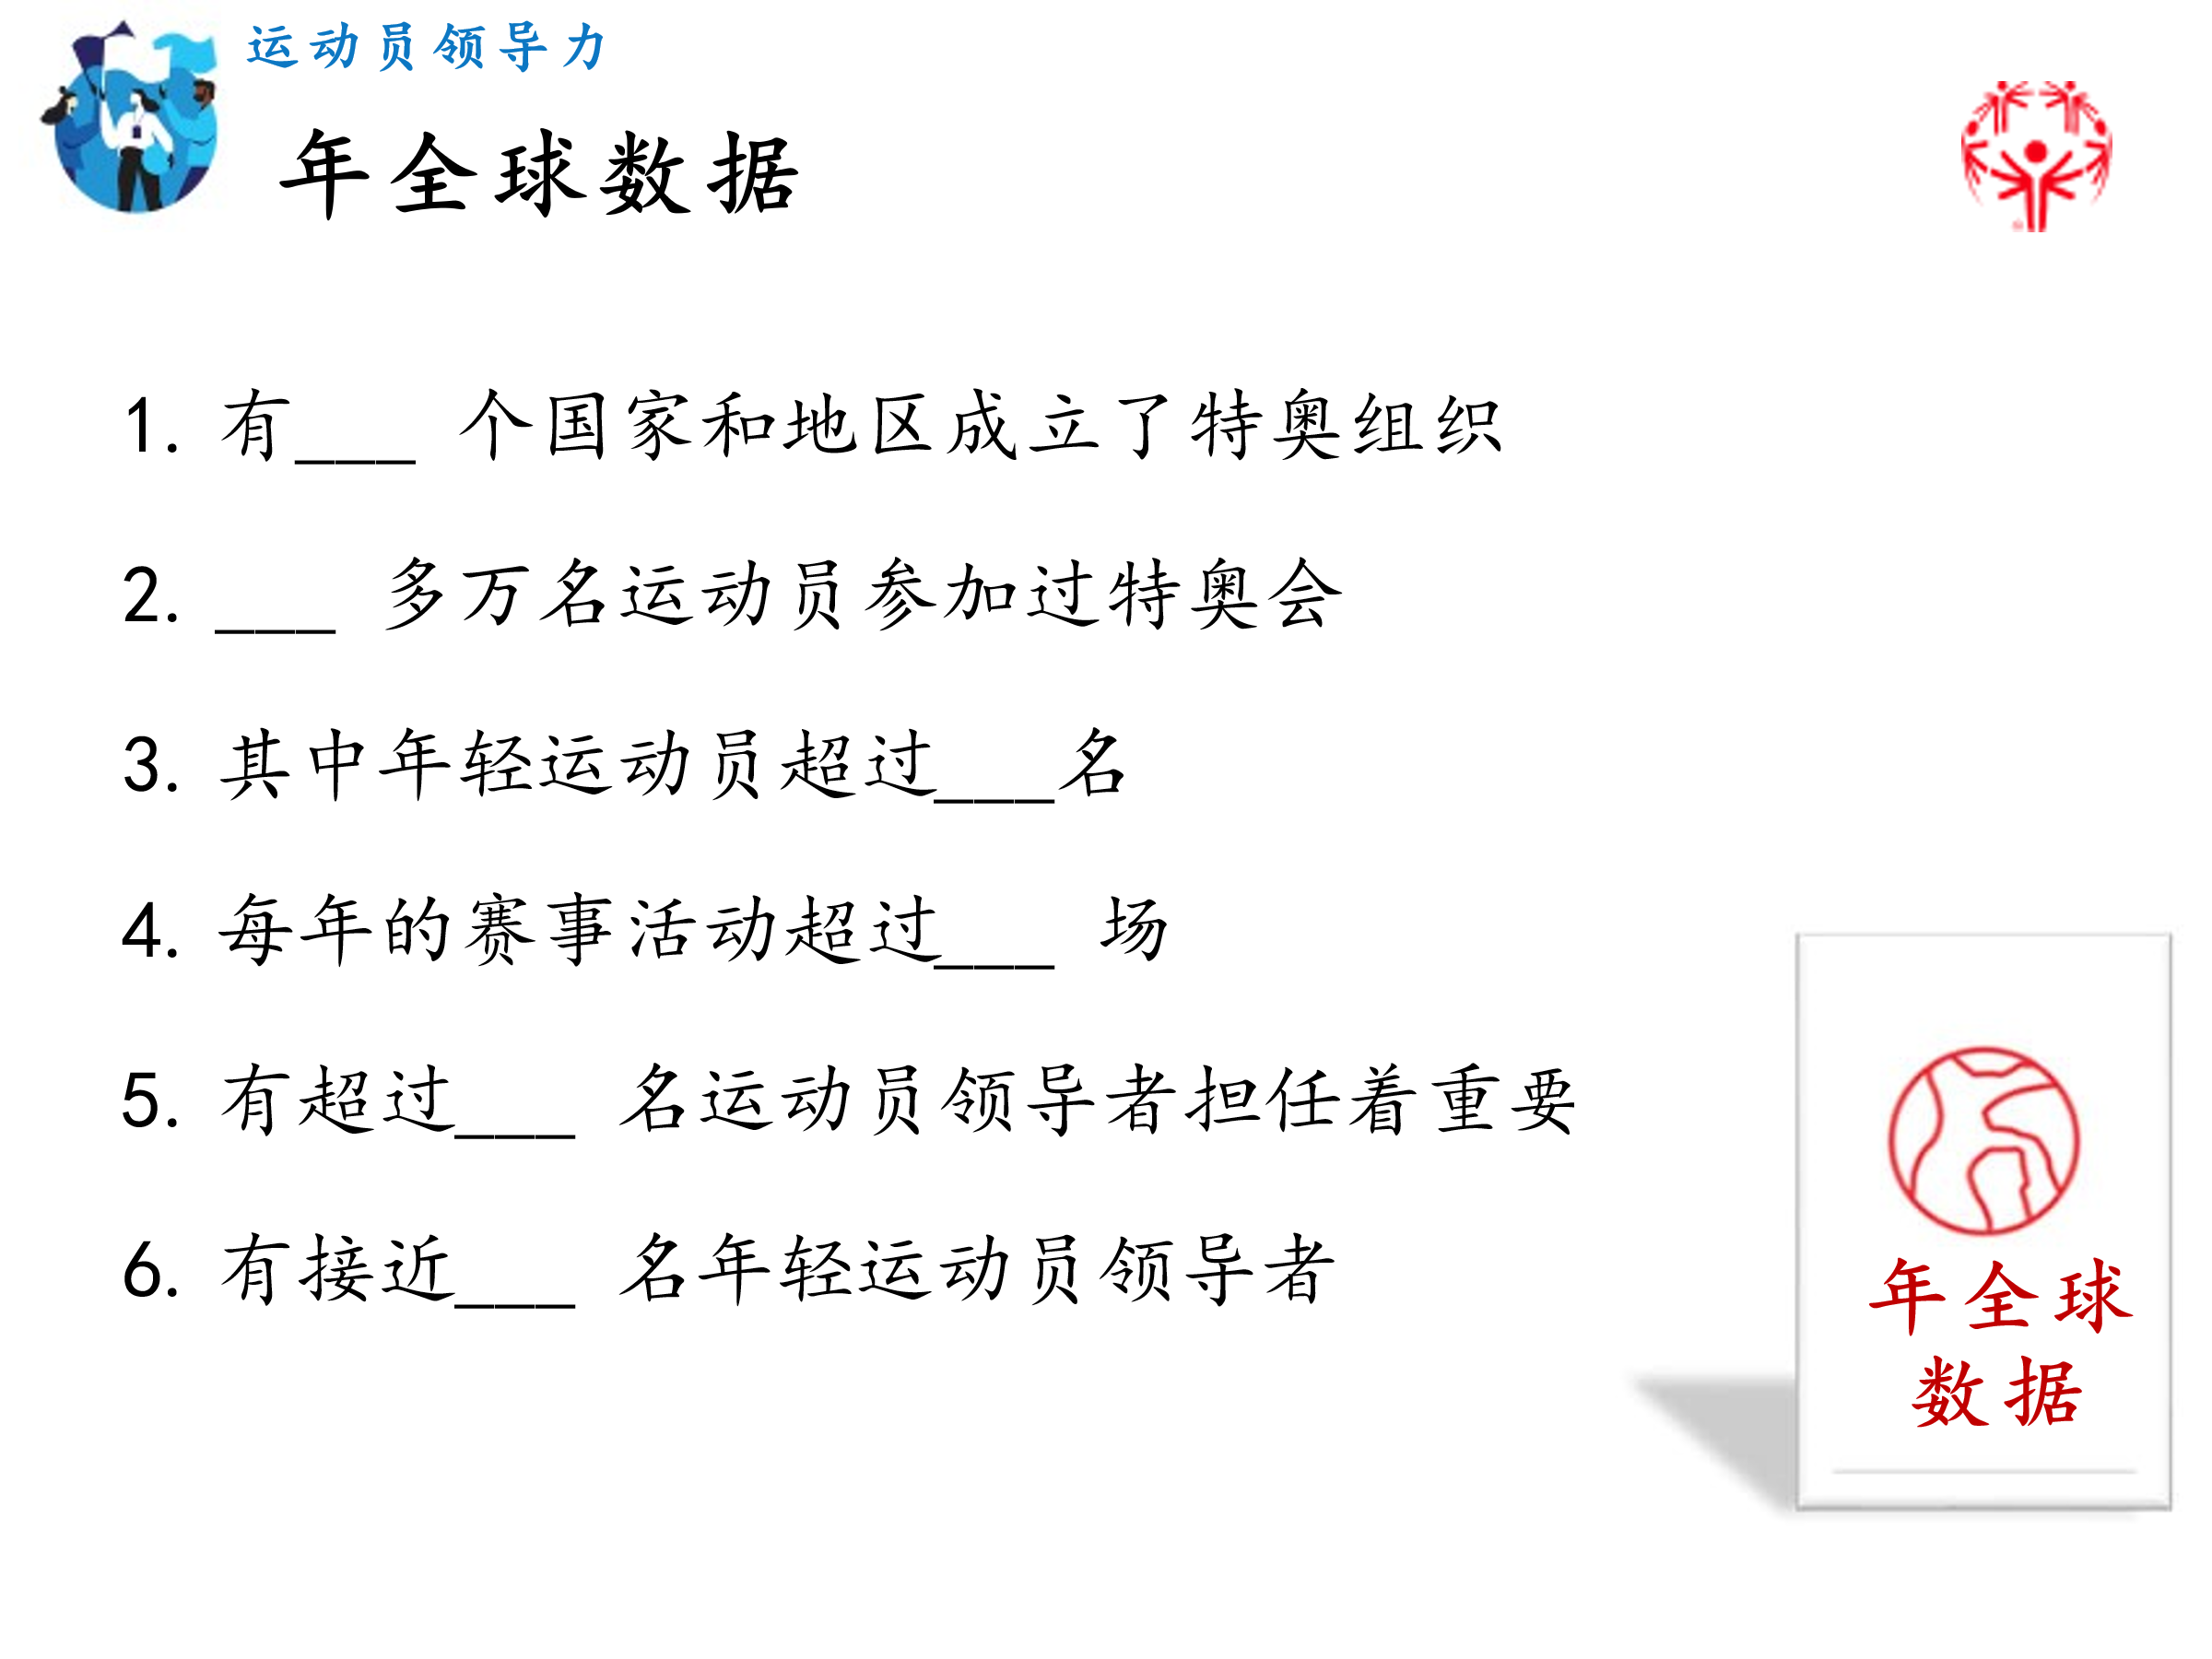 运动员领导力
年全球数据
1. 有___ 个国家和地区成立了特奥组织
2. ___ 多万名运动员参加过特奥会
3. 其中年轻运动员超过___名
4. 每年的赛事活动超过___ 场
5. 有超过___ 名运动员领导者担任着重要
6. 有接近___ 名年轻运动员领导者
年全球
数据